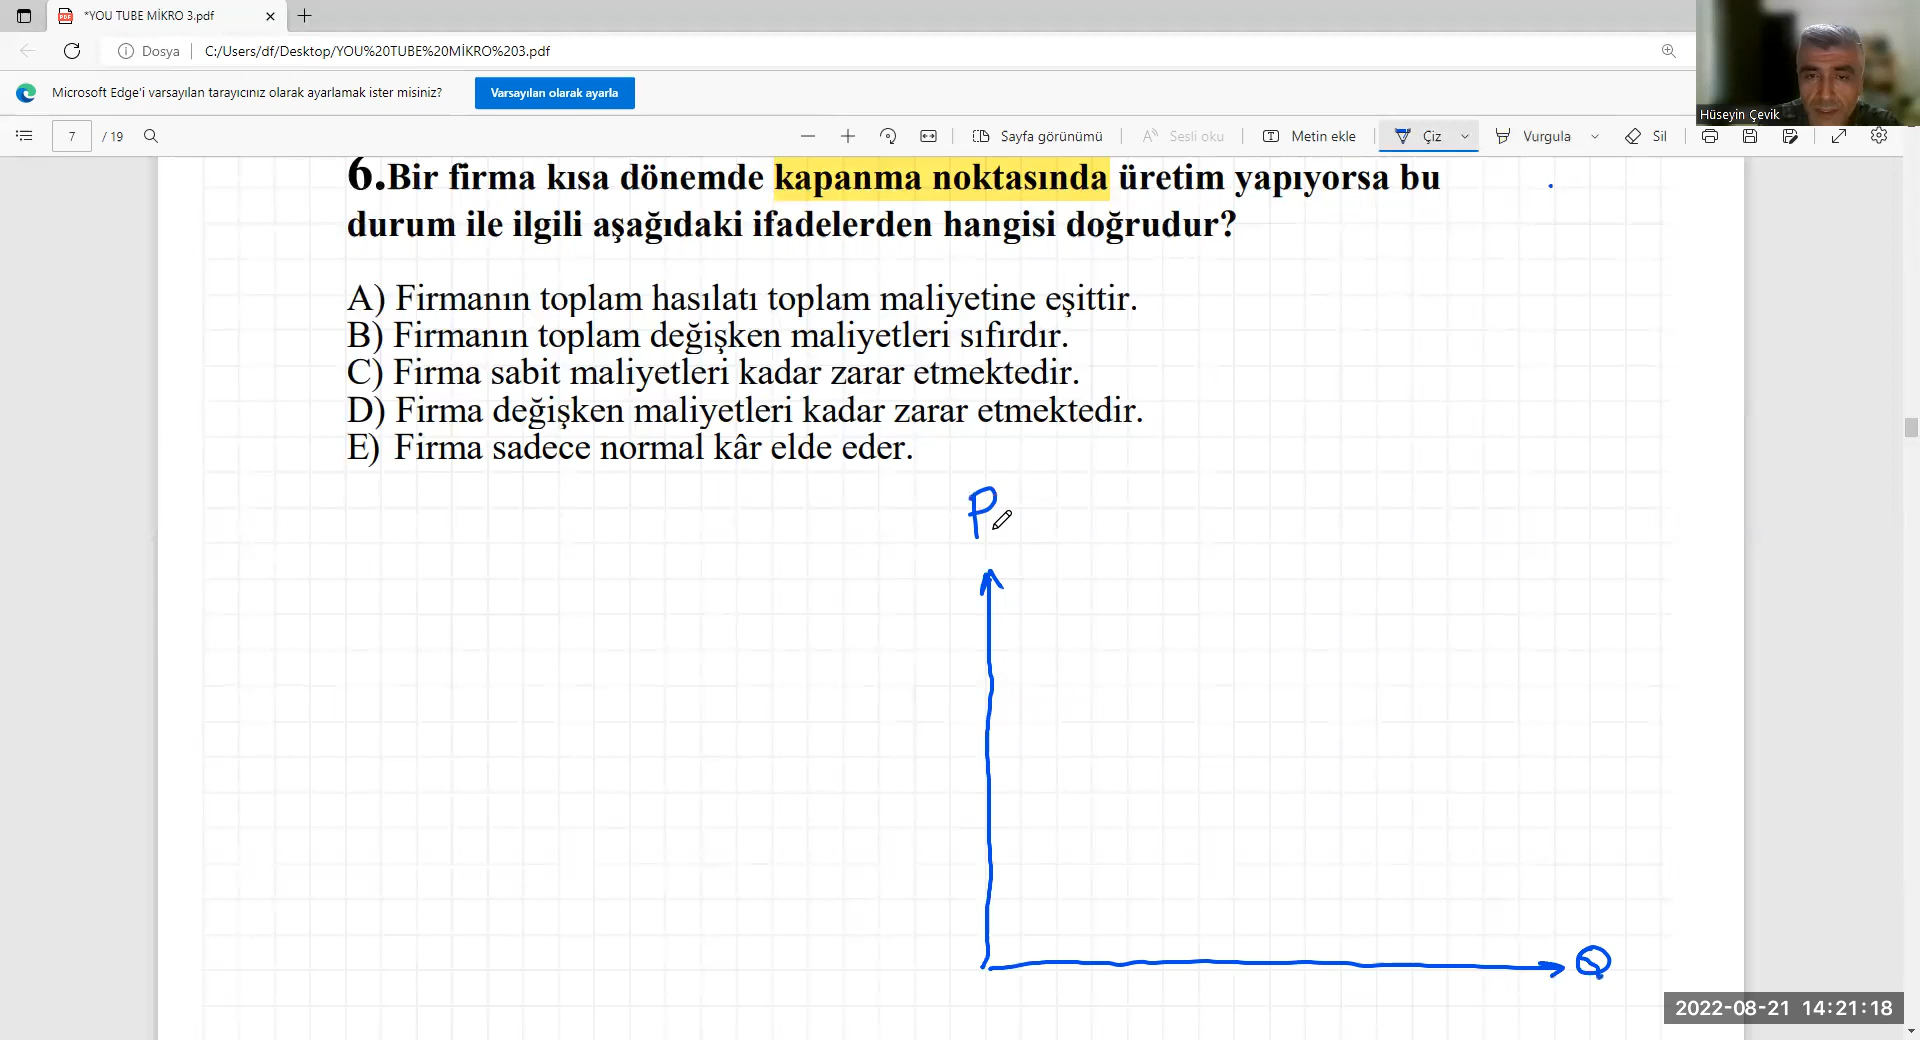 *YOU TUBE MİKRO 3.pdf
Dosya
C:/Users/df/Desktop/YOU%20TUBE%20MİKRO%203.pdf
Microsoft Edge'i varsayılan tarayıcınız olarak ayarlamak ister misiniz?
Varsayılan olarak ayarla
Hüseyin Çevik
7 / 19
Sayfa görünümü
Sesli oku
Metin ekle
Çiz
Vurgula
Sil
6.Bir firma kısa dönemde kapanma noktasında üretim yapıyorsa bu
durum ile ilgili aşağıdaki ifadelerden hangisi doğrudur?
A) Firmanın toplam hasılatı toplam maliyetine eşittir.
B) Firmanın toplam değişken maliyetleri sıfırdır.
C) Firma sabit maliyetleri kadar zarar etmektedir.
D) Firma değişken maliyetleri kadar zarar etmektedir.
E) Firma sadece normal kâr elde eder.
P
Q
2022-08-21 14:21:18